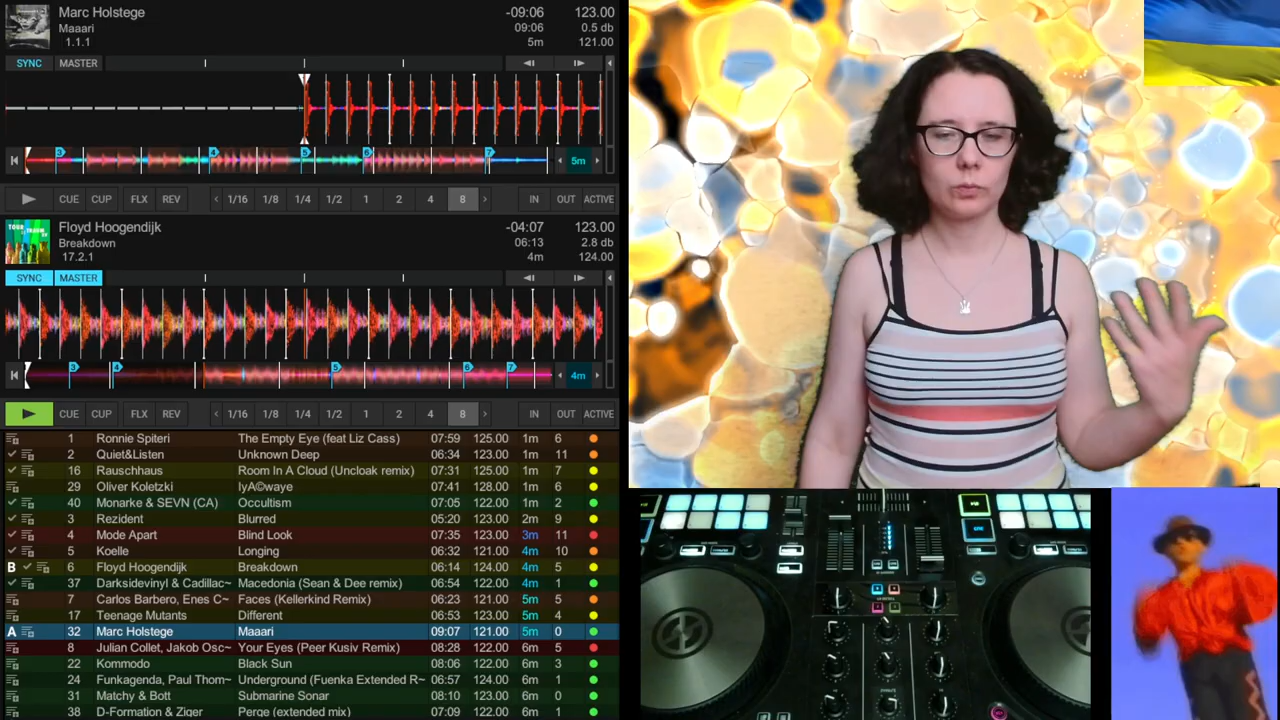 Marc Holstege -09:06 123.00
Maaari 09:06 0.5 db
1.1.1 5m 121.00
SYNC MASTER
3 4 5 6 7 5m
CUE CUP FLX REV 1/16 1/8 1/4 1/2 1 2 4 8 IN OUT ACTIVE
Floyd Hoogendijk -04:07 123.00
Breakdown 06:13 2.8 db
17.2.1 4m 124.00
SYNC MASTER
3 4 5 6 7 4m
CUE CUP FLX REV 1/16 1/8 1/4 1/2 1 2 4 8 IN OUT ACTIVE
1 Ronnie Spiteri The Empty Eye (feat Liz Cass) 07:59 125.00 1m 6
2 Quiet&Listen Unknown Deep 06:34 123.00 1m 11
16 Rauschhaus Room In A Cloud (Uncloak remix) 07:31 125.00 1m 7
29 Oliver Koletzki IyA©waye 07:41 128.00 1m 6
40 Monarke & SEVN (CA) Occultism 07:05 122.00 1m 2
3 Rezident Blurred 05:20 123.00 2m 9
4 Mode Apart Blind Look 07:35 123.00 3m 11
5 Koelle Longing 06:32 121.00 4m 10
B 6 Floyd Hoogendijk Breakdown 06:14 124.00 4m 5
37 Darksidevinyl & Cadillac~ Macedonia (Sean & Dee remix) 06:54 122.00 4m 1
7 Carlos Barbero, Enes C~ Faces (Kellerkind Remix) 06:23 121.00 5m 5
17 Teenage Mutants Different 06:53 123.00 5m 4
A 32 Marc Holstege Maaari 09:07 121.00 5m 0
8 Julian Collet, Jakob Osc~ Your Eyes (Peer Kusiv Remix) 08:28 122.00 6m 5
22 Kommodo Black Sun 08:06 122.00 6m 3
24 Funkagenda, Paul Thom~ Underground (Fuenka Extended R~ 06:57 124.00 6m 1
31 Matchy & Bott Submarine Sonar 08:10 123.00 6m 0
38 D-Formation & Ziger Perge (extended mix) 07:09 122.00 6m 1